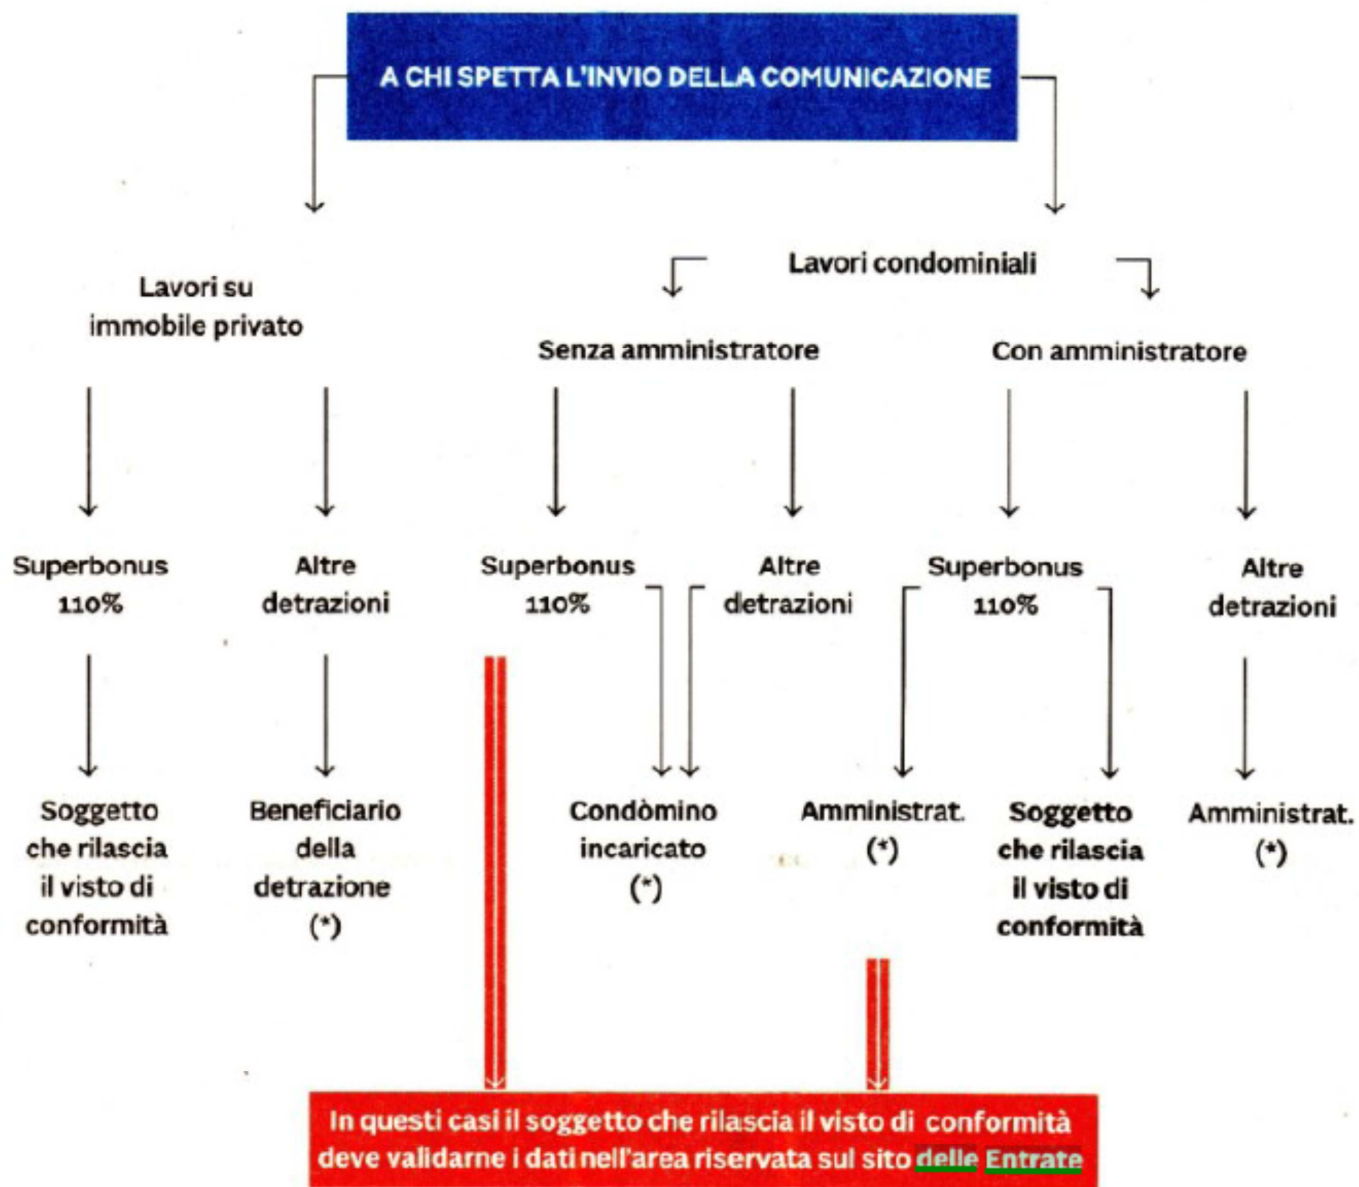 A CHI SPETTA L'INVIO DELLA COMUNICAZIONE
Lavori su
immobile privato
Lavori condominiali
Senza amministratore
Con amministratore
Superbonus
110%
Altre
detrazioni
Superbonus
110%
Altre
detrazioni
Superbonus
110%
Altre
detrazioni
Soggetto
che rilascia
il visto di
conformità
Beneficiario
della
detrazione
(*)
Condòmino
incaricato
(*)
Amministrat.
(*)
Soggetto
che rilascia
il visto di
conformità
Amministrat.
(*)
In questi casi il soggetto che rilascia il visto di conformità
deve validarne i dati nell'area riservata sul sito delle Entrate